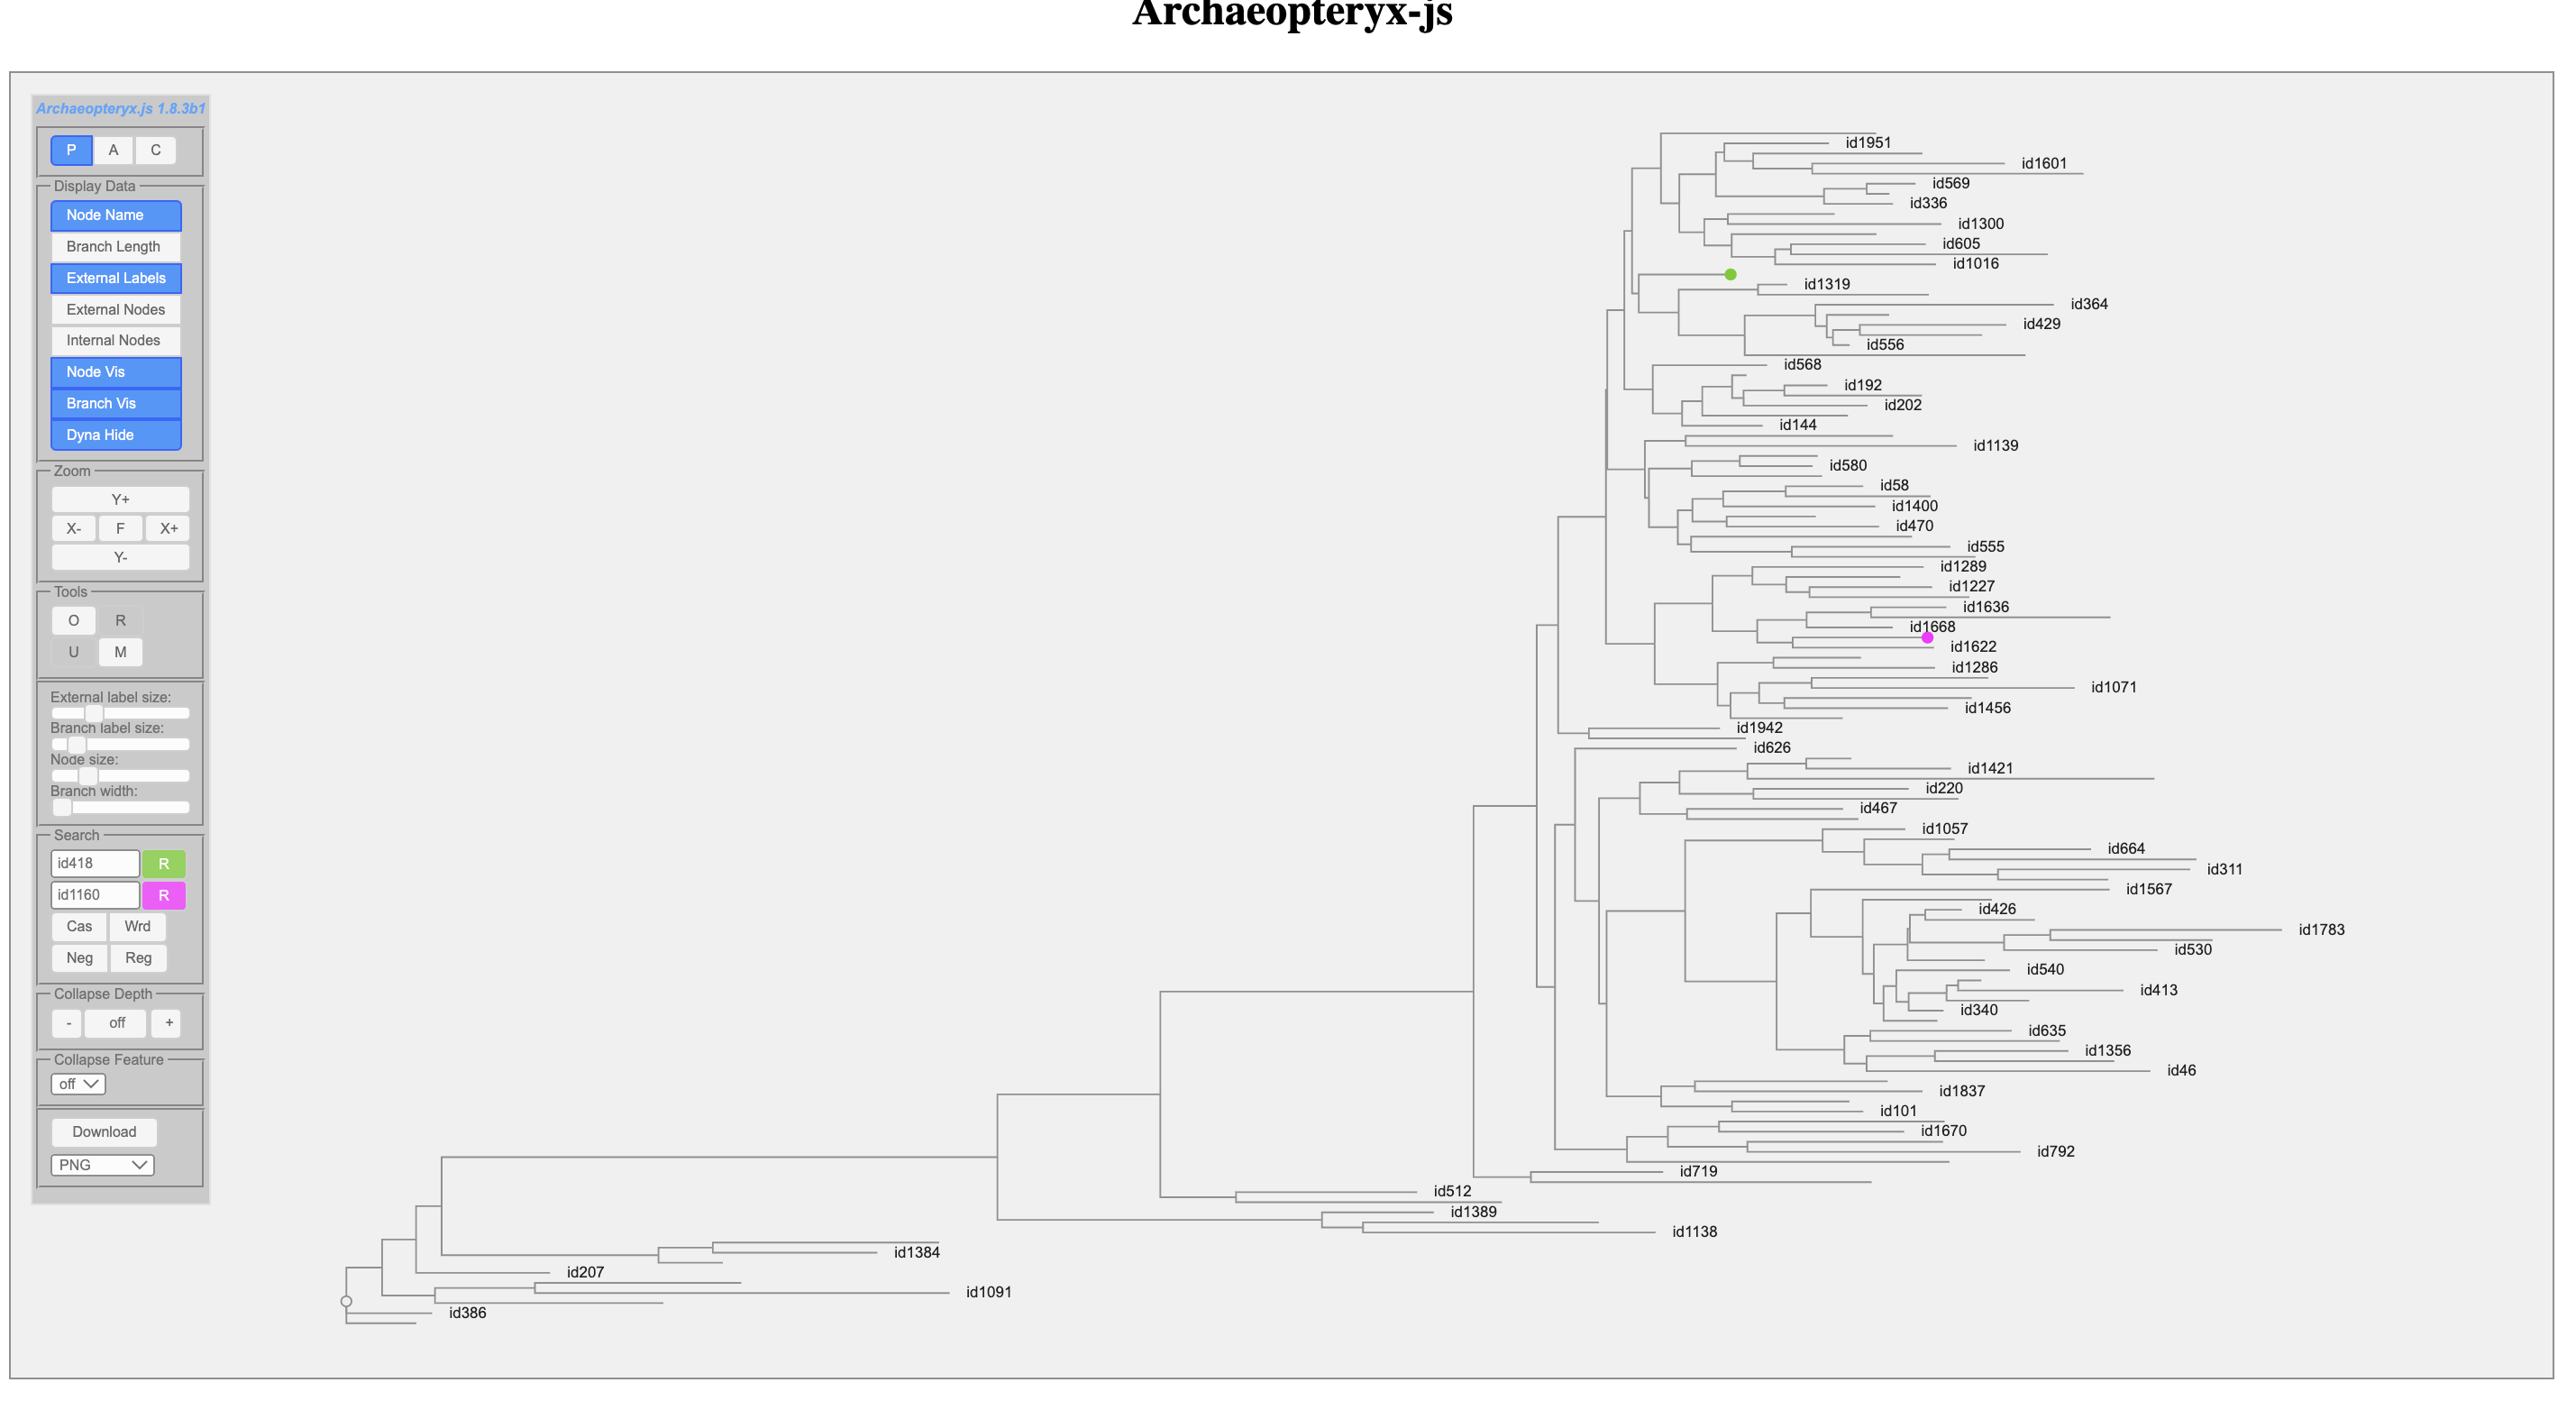 Archaeopteryx-js
Archaeopteryx.js 1.8.3b1
P A C
Display Data
Node Name
Branch Length
External Labels
External Nodes
Internal Nodes
Node Vis
Branch Vis
Dyna Hide
Zoom
Y+
X- F X+
Y-
Tools
O R
U M
External label size:
Branch label size:
Node size:
Branch width:
Search
id418 R
id1160 R
Cas Wrd
Neg Reg
Collapse Depth
- off +
Collapse Feature
off
Download
PNG
id1951
id1601
id569
id336
id1300
id605
id1016
id1319
id364
id429
id556
id568
id192
id202
id144
id1139
id580
id58
id1400
id470
id555
id1289
id1227
id1636
id1668
id1622
id1286
id1071
id1456
id1942
id626
id1421
id220
id467
id1057
id664
id311
id1567
id426
id1783
id530
id540
id413
id340
id635
id1356
id46
id1837
id101
id1670
id792
id719
id512
id1389
id1138
id1384
id207
id1091
id386